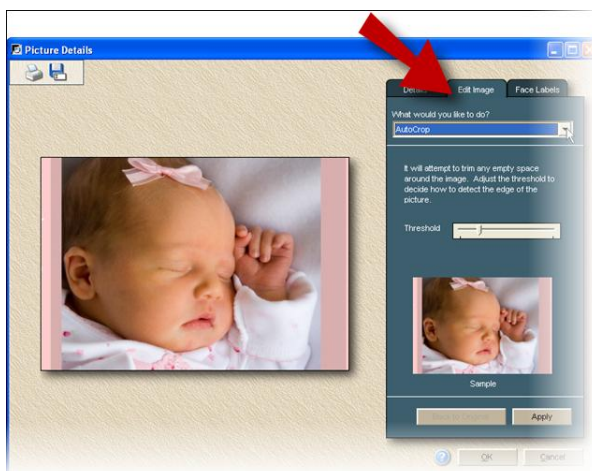 Picture Details
Edit Image
Face Labels
What would you like to do?
AutoCrop
It will attempt to trim any empty space
around the image. Adjust the threshold to
decide how to detect the edge of the
picture.
Threshold
Sample
Apply
OK
Cancel